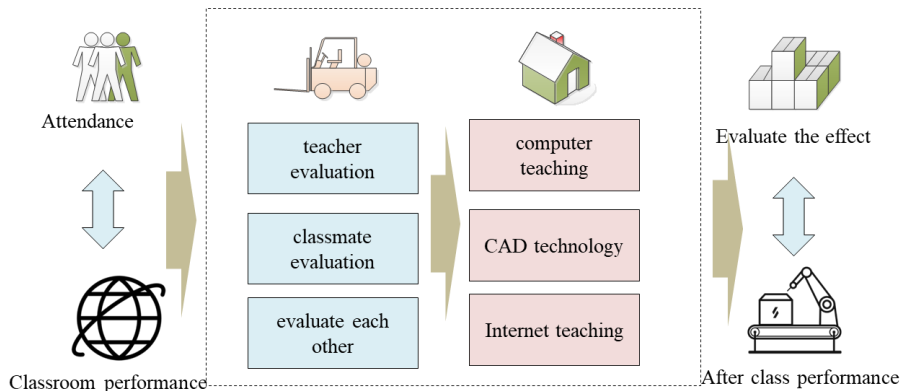 Attendance
Classroom performance
teacher
evaluation
classmate
evaluation
evaluate each
other
computer
teaching
CAD technology
Internet teaching
Evaluate the effect
After class performance